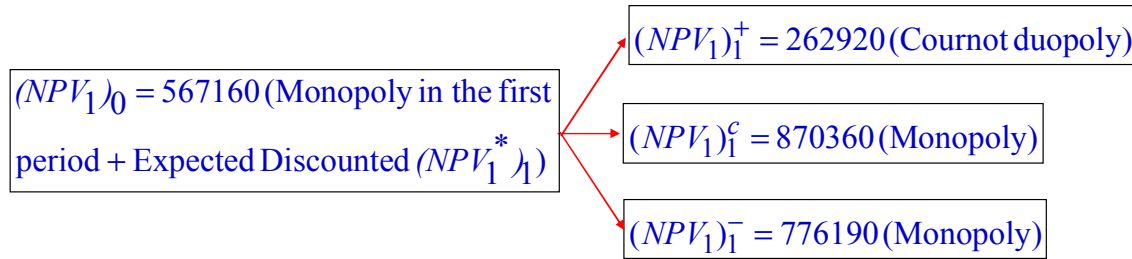 (NPV₁)₀ = 567160 (Monopoly in the first
period + Expected Discounted (NPV₁*)₁)
(NPV₁)₁⁺ = 262920 (Cournot duopoly)
(NPV₁)₁ᶜ = 870360 (Monopoly)
(NPV₁)₁⁻ = 776190 (Monopoly)